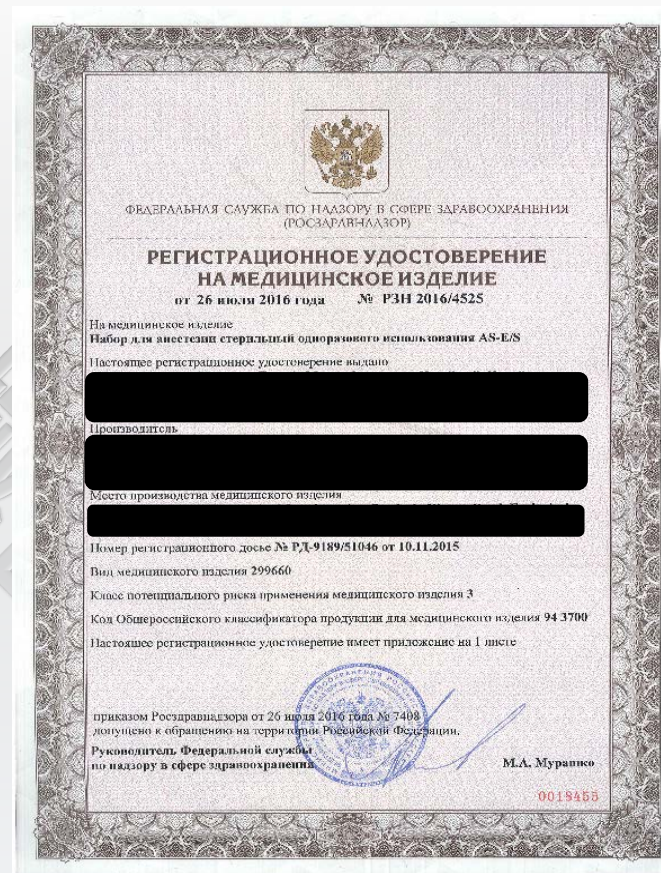 ФЕДЕРАЛЬНАЯ СЛУЖБА ПО НАДЗОРУ В СФЕРЕ ЗДРАВООХРАНЕНИЯ
(РОСЗДРАВНАДЗОР)
РЕГИСТРАЦИОННОЕ УДОСТОВЕРЕНИЕ
НА МЕДИЦИНСКОЕ ИЗДЕЛИЕ
от 26 июля 2016 года № РЗН 2016/4525
На медицинское изделие
Набор для анестезии стерильный одноразового использования AS-E/S
Настоящее регистрационное удостоверение выдано
Производитель
Место производства медицинского изделия
Номер регистрационного досье № РД-9189/51046 от 10.11.2015
Вид медицинского изделия 299660
Класс потенциального риска применения медицинского изделия 3
Код Общероссийского классификатора продукции для медицинского изделия 94 3700
Настоящее регистрационное удостоверение имеет приложение на 1 листе
приказом Росздравнадзора от 26 июля 2016 года № 7408
допущено к обращению на территории Российской Федерации.
Руководитель Федеральной службы
по надзору в сфере здравоохранения
М.А. Мурашко
0018455